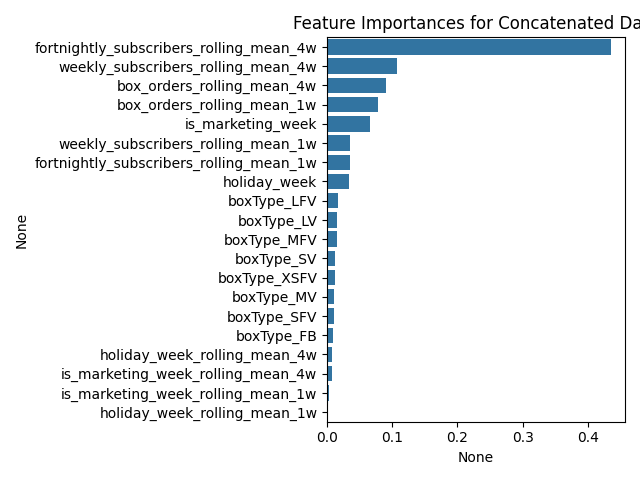 Feature Importances for Concatenated Da
fortnightly_subscribers_rolling_mean_4w
weekly_subscribers_rolling_mean_4w
box_orders_rolling_mean_4w
box_orders_rolling_mean_1w
is_marketing_week
weekly_subscribers_rolling_mean_1w
fortnightly_subscribers_rolling_mean_1w
holiday_week
boxType_LFV
boxType_LV
boxType_MFV
boxType_SV
boxType_XSFV
boxType_MV
boxType_SFV
boxType_FB
holiday_week_rolling_mean_4w
is_marketing_week_rolling_mean_4w
is_marketing_week_rolling_mean_1w
holiday_week_rolling_mean_1w
None
0.0 0.1 0.2 0.3 0.4
None